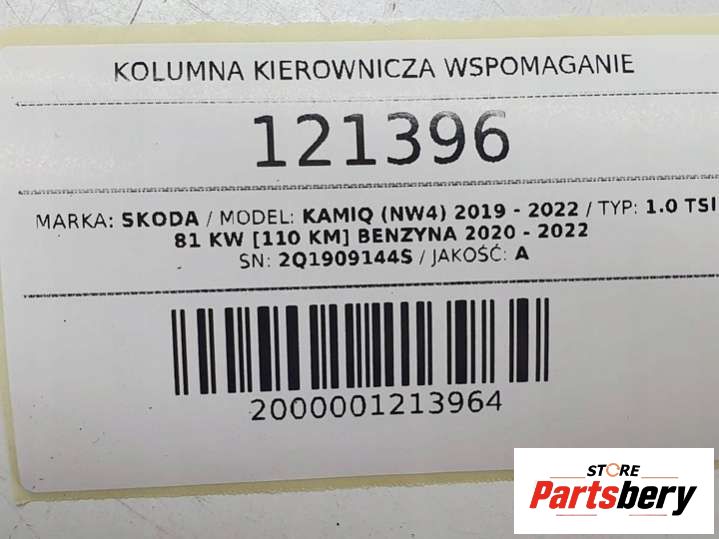 KOLUMNA KIEROWNICZA WSPOMAGANIE
121396
MARKA: SKODA / MODEL: KAMIQ (NW4) 2019 - 2022 / TYP: 1.0 TSI
81 KW [110 KM] BENZYNA 2020 - 2022
SN: 2Q1909144S / JAKOŚĆ: A
2000001213964
STORE
Partsbery